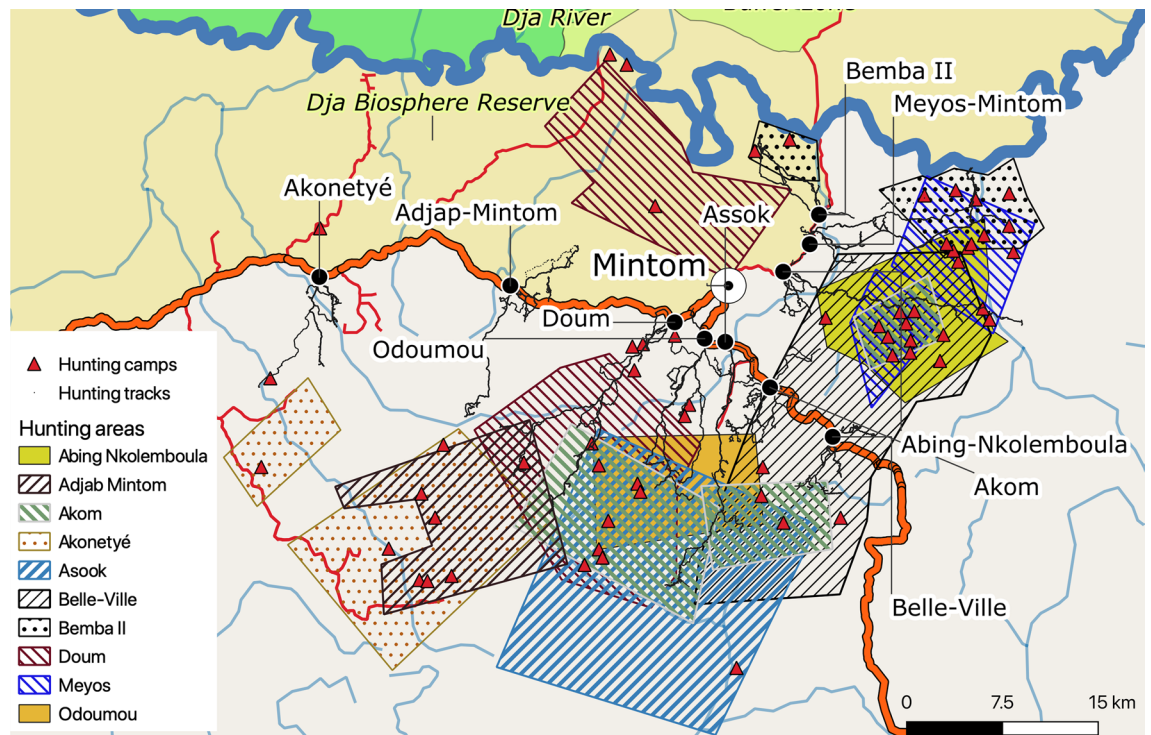 Dja River
Buffer zone
Bemba II
Meyos-Mintom
Dja Biosphere Reserve
Akonetyé
Adjap-Mintom
Assok
Mintom
Doum
Odoumou
Hunting camps
Hunting tracks
Hunting areas
Abing Nkolemboula
Adjab Mintom
Akom
Akonetyé
Asook
Belle-Ville
Bemba II
Doum
Meyos
Odoumou
Abing-Nkolemboula
Akom
Belle-Ville
0 7.5 15 km